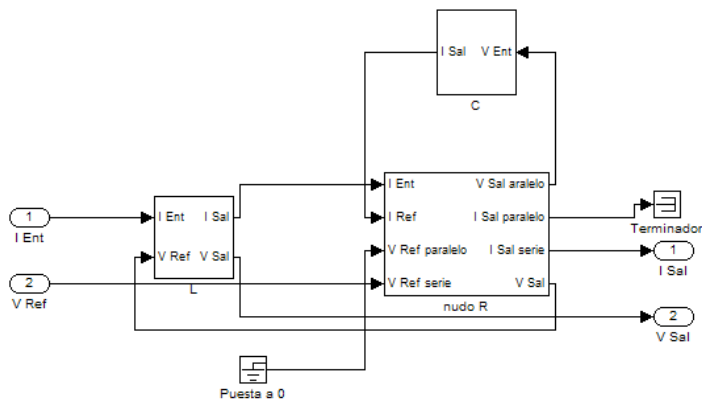 I Sal V Ent
C
I Ent V Sal aralelo
I Ref I Sal paralelo
V Ref paralelo I Sal serie
V Ref serie V Sal
nudo R
1
I Ent
2
V Ref
I Ent I Sal
V Ref V Sal
L
Terminador
1
I Sal
2
V Sal
Puesta a 0